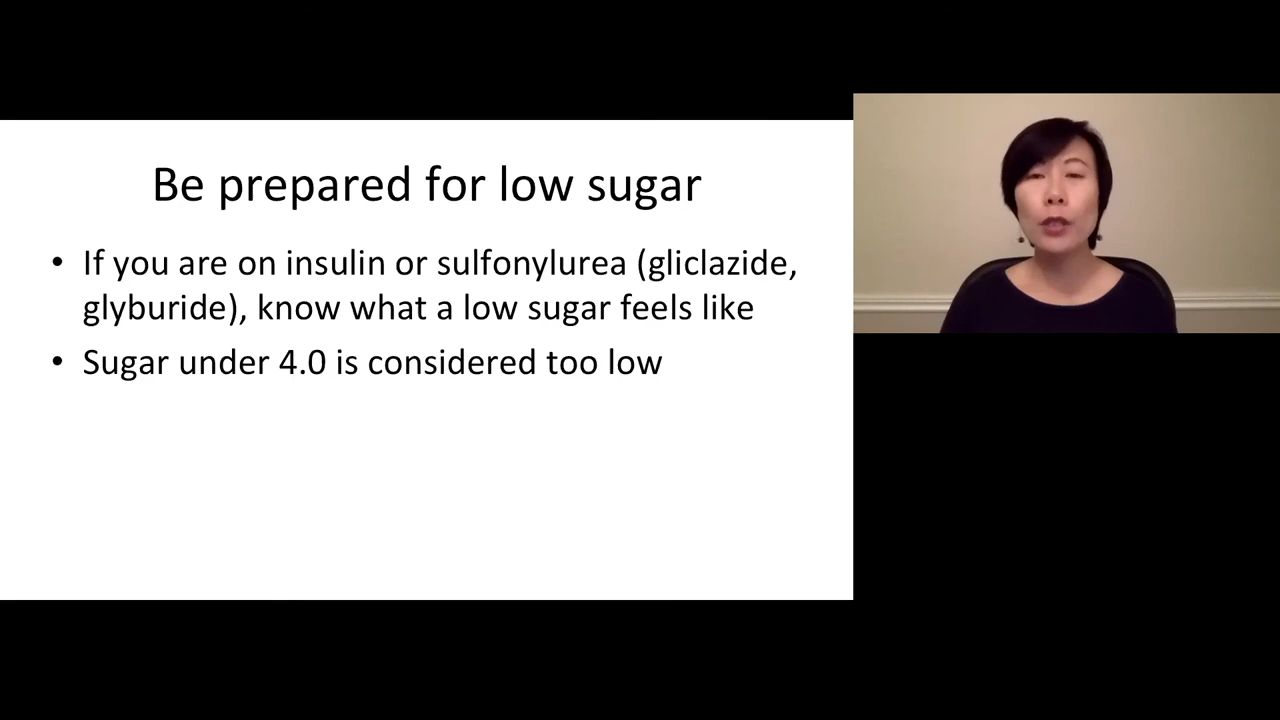 Be prepared for low sugar
• If you are on insulin or sulfonylurea (gliclazide,
glyburide), know what a low sugar feels like
• Sugar under 4.0 is considered too low